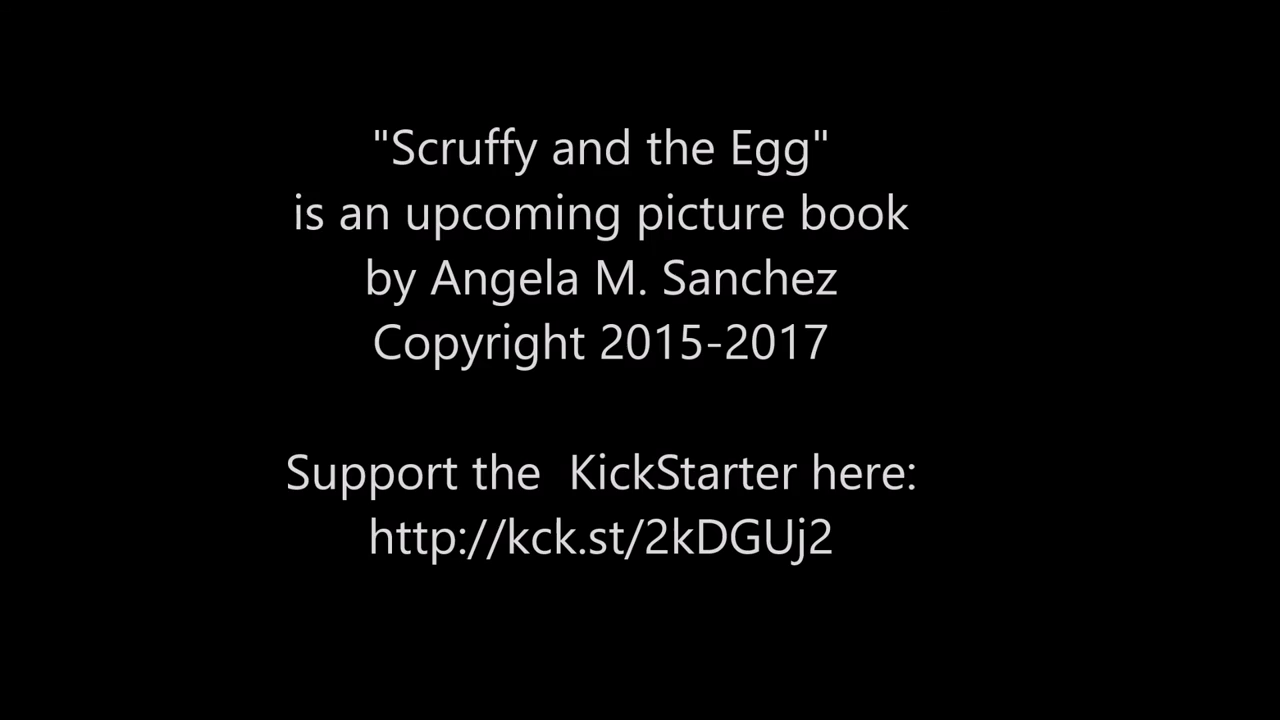 "Scruffy and the Egg"
is an upcoming picture book
by Angela M. Sanchez
Copyright 2015-2017
Support the  KickStarter here:
http://kck.st/2kDGUj2